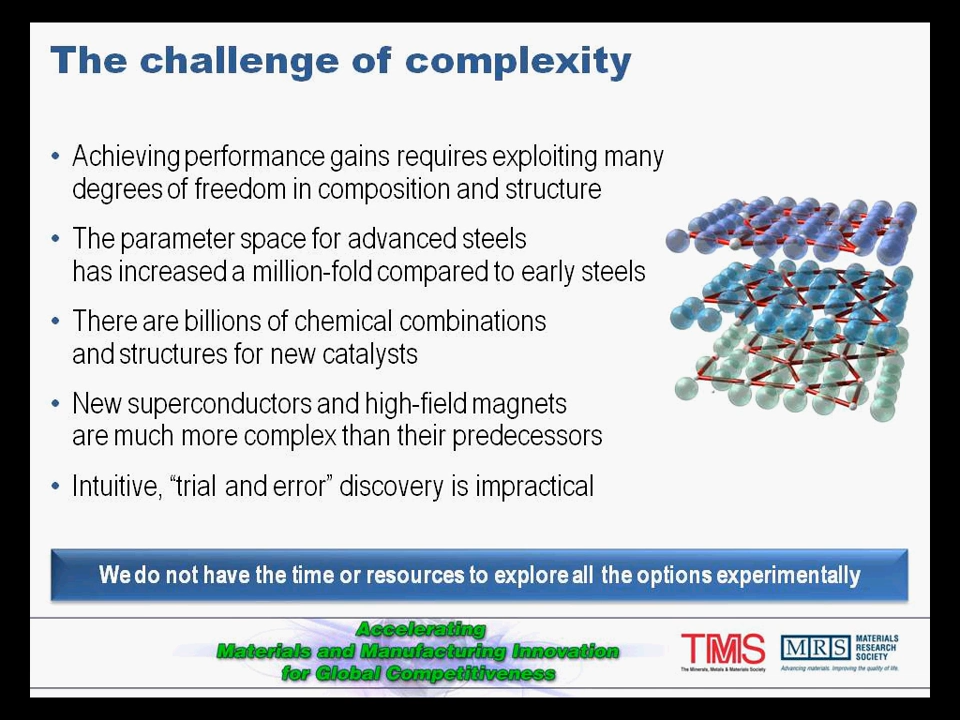 The challenge of complexity
• Achieving performance gains requires exploiting many
degrees of freedom in composition and structure
• The parameter space for advanced steels
has increased a million-fold compared to early steels
• There are billions of chemical combinations
and structures for new catalysts
• New superconductors and high-field magnets
are much more complex than their predecessors
• Intuitive, “trial and error” discovery is impractical
We do not have the time or resources to explore all the options experimentally
Accelerating
Materials and Manufacturing Innovation
for Global Competitiveness
TMS
The Minerals, Metals & Materials Society
MRS
MATERIALS
RESEARCH
SOCIETY
Advancing materials. Improving the quality of life.